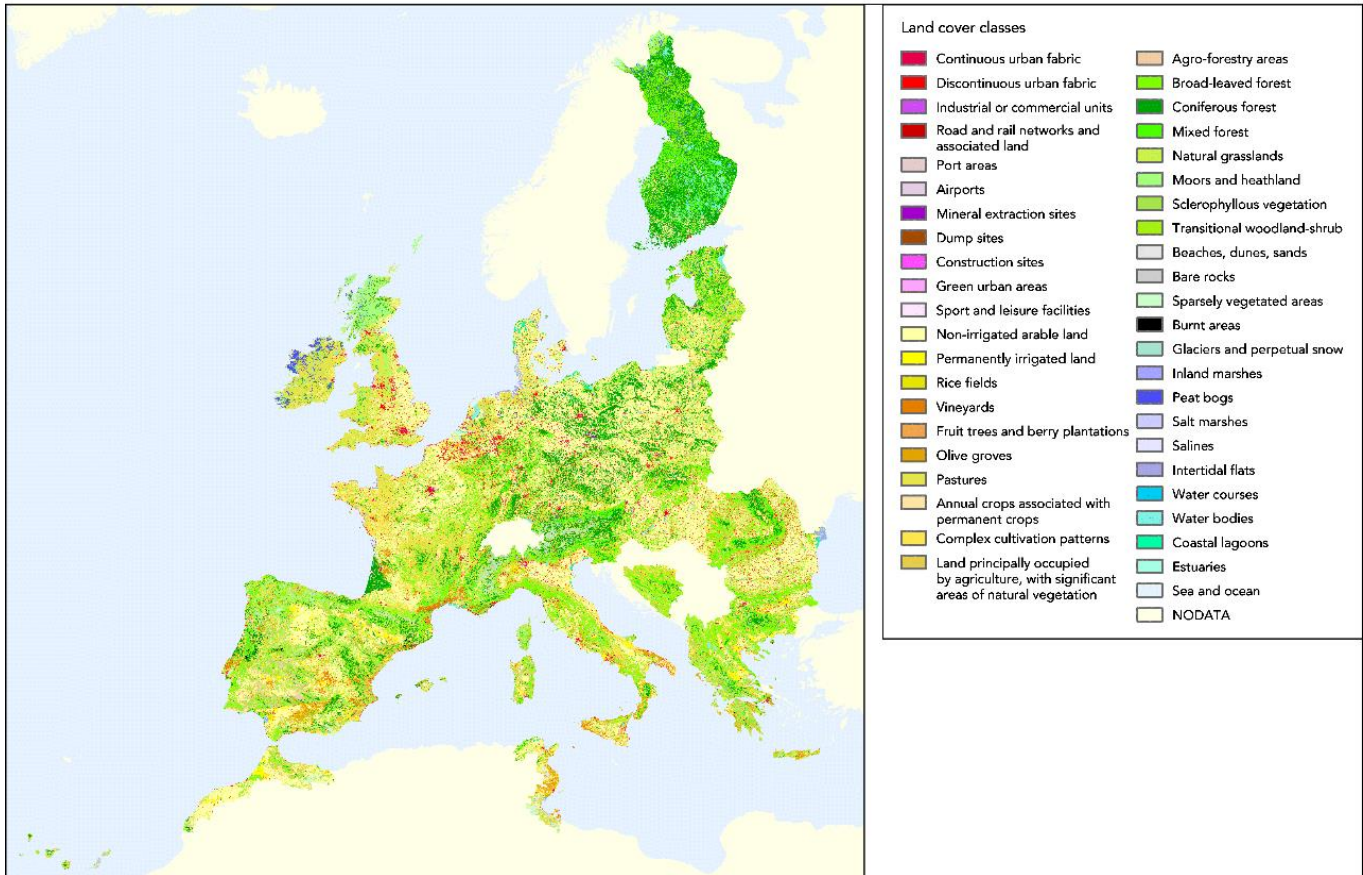 Land cover classes
Continuous urban fabric
Discontinuous urban fabric
Industrial or commercial units
Road and rail networks and
associated land
Port areas
Airports
Mineral extraction sites
Dump sites
Construction sites
Green urban areas
Sport and leisure facilities
Non-irrigated arable land
Permanently irrigated land
Rice fields
Vineyards
Fruit trees and berry plantations
Olive groves
Pastures
Annual crops associated with
permanent crops
Complex cultivation patterns
Land principally occupied
by agriculture, with significant
areas of natural vegetation
Agro-forestry areas
Broad-leaved forest
Coniferous forest
Mixed forest
Natural grasslands
Moors and heathland
Sclerophyllous vegetation
Transitional woodland-shrub
Beaches, dunes, sands
Bare rocks
Sparsely vegetated areas
Burnt areas
Glaciers and perpetual snow
Inland marshes
Peat bogs
Salt marshes
Salines
Intertidal flats
Water courses
Water bodies
Coastal lagoons
Estuaries
Sea and ocean
NODATA